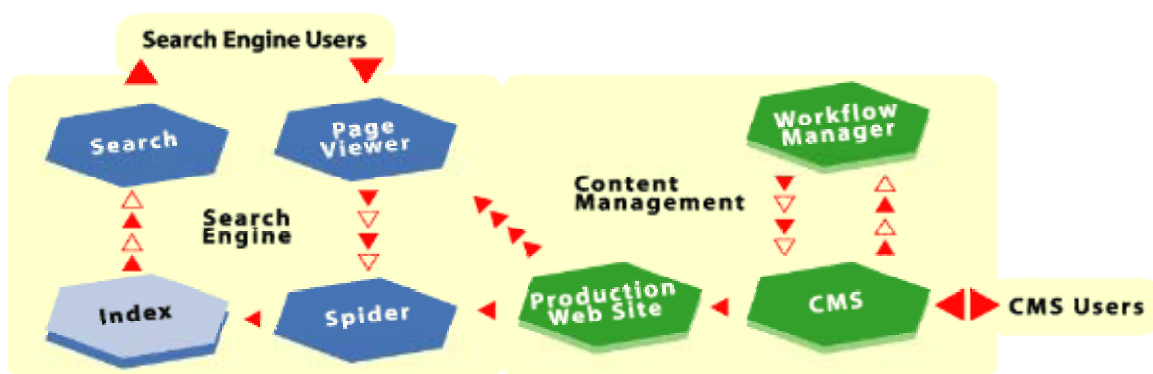 Search Engine Users
Search
Page
Viewer
Workflow
Manager
Content
Management
Search
Engine
Index
Spider
Production
Web Site
CMS
CMS Users